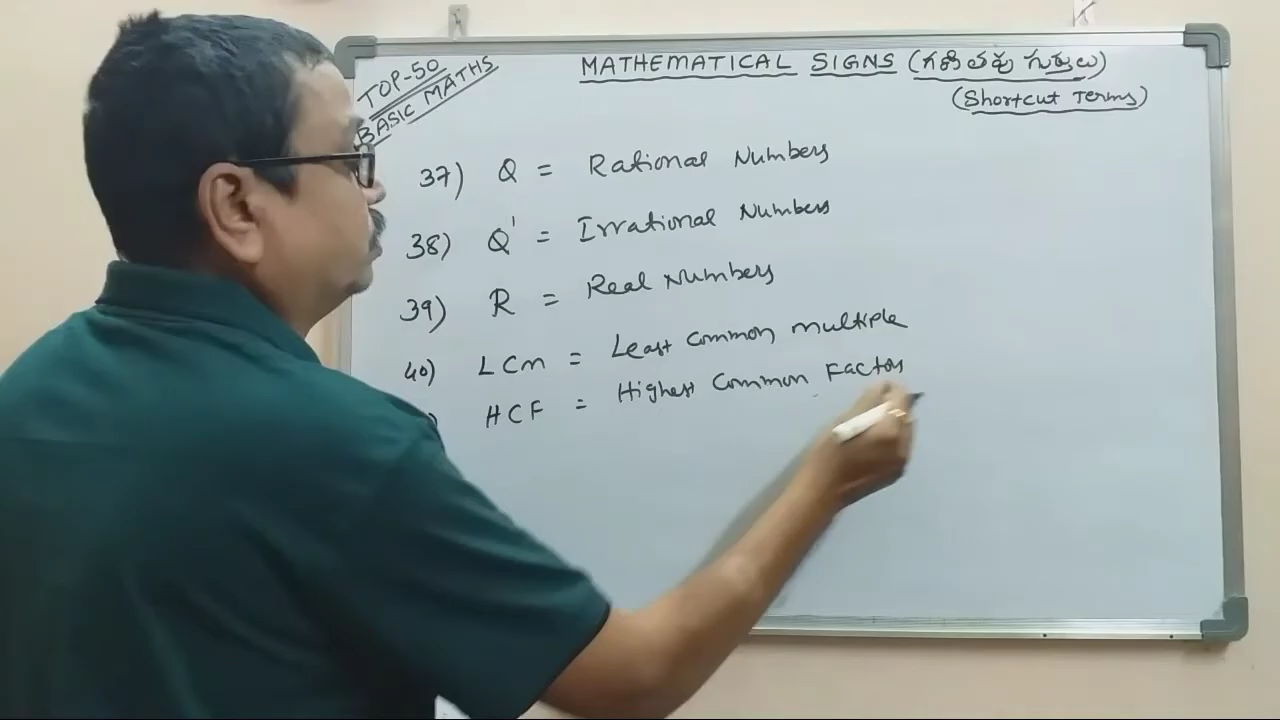 TOP-50
BASIC MATHS
MATHEMATICAL SIGNS (గణితపు గుర్తులు)
(Shortcut Terms)
37) Q = Rational Numbers
38) Q' = Irrational Numbers
39) R = Real Numbers
40) LCM = Least Common multiple
) HCF = Highest Common Factor